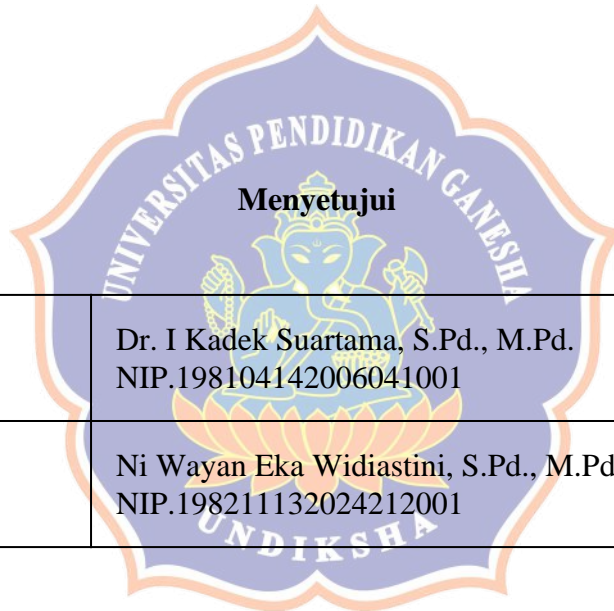 UNIVERSITAS PENDIDIKAN GANESHA
Menyetujui
Dr. I Kadek Suartama, S.Pd., M.Pd.
NIP.198104142006041001
Ni Wayan Eka Widiastini, S.Pd., M.Pd
NIP.198211132024212001
UNDIKSHA